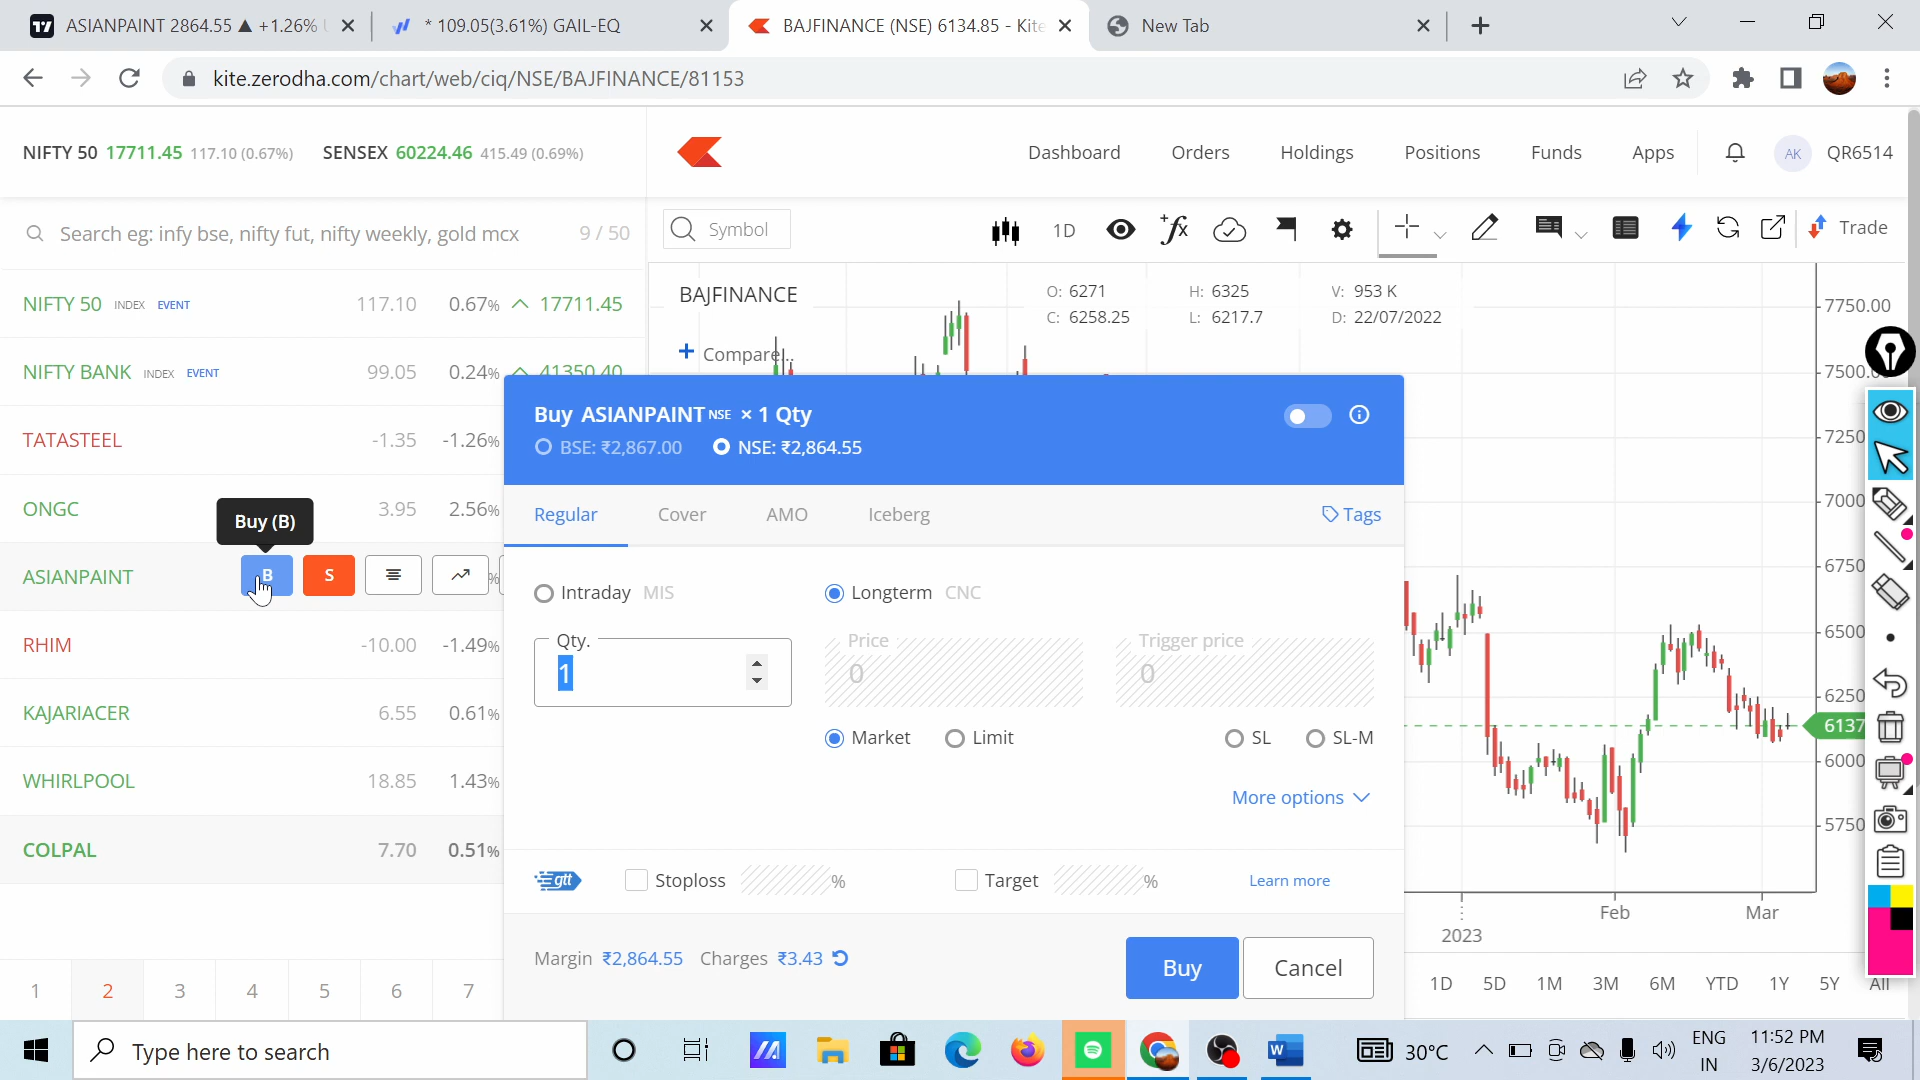 ASIANPAINT 2864.55 ▲ +1.26%
* 109.05(3.61%) GAIL-EQ
BAJFINANCE (NSE) 6134.85 - Kite
New Tab
kite.zerodha.com/chart/web/ciq/NSE/BAJFINANCE/81153
NIFTY 50 17711.45 117.10 (0.67%) SENSEX 60224.46 415.49 (0.69%)
Dashboard Orders Holdings Positions Funds Apps AK QR6514
Search eg: infy bse, nifty fut, nifty weekly, gold mcx 9 / 50
Symbol 1D Trade
NIFTY 50 INDEX EVENT 117.10 0.67% 17711.45
NIFTY BANK INDEX EVENT 99.05 0.24% 41350.40
TATASTEEL -1.35 -1.26%
ONGC 3.95 2.56%
Buy (B)
ASIANPAINT B S %
RHIM -10.00 -1.49%
KAJARIACER 6.55 0.61%
WHIRLPOOL 18.85 1.43%
COLPAL 7.70 0.51%
1 2 3 4 5 6 7
BAJFINANCE
O: 6271 H: 6325 V: 953 K
C: 6258.25 L: 6217.7 D: 22/07/2022
+ Compare...
Buy ASIANPAINT NSE × 1 Qty
BSE: ₹2,867.00 NSE: ₹2,864.55
Regular Cover AMO Iceberg Tags
Intraday MIS Longterm CNC
Qty. Price Trigger price
1 0 0
Market Limit SL SL-M
More options
gtt Stoploss % Target % Learn more
Margin ₹2,864.55 Charges ₹3.43
Buy Cancel
7750.00
7500.
7250
7000
6750
6500
6250
6137
6000
5750
Feb Mar
2023
1D 5D 1M 3M 6M YTD 1Y 5Y All
Type here to search
30°C
ENG
IN
11:52 PM
3/6/2023